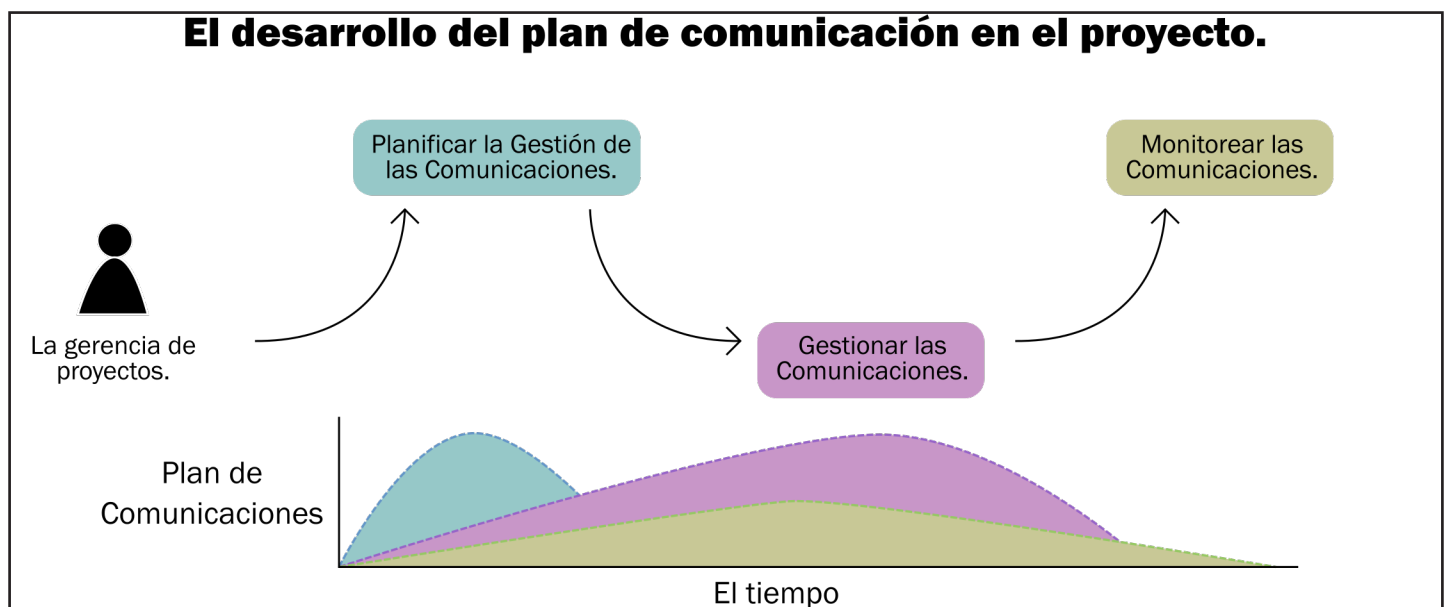 El desarrollo del plan de comunicación en el proyecto.
Planificar la Gestión de
las Comunicaciones.
Monitorear las
Comunicaciones.
La gerencia de
proyectos.
Gestionar las
Comunicaciones.
Plan de
Comunicaciones
El tiempo